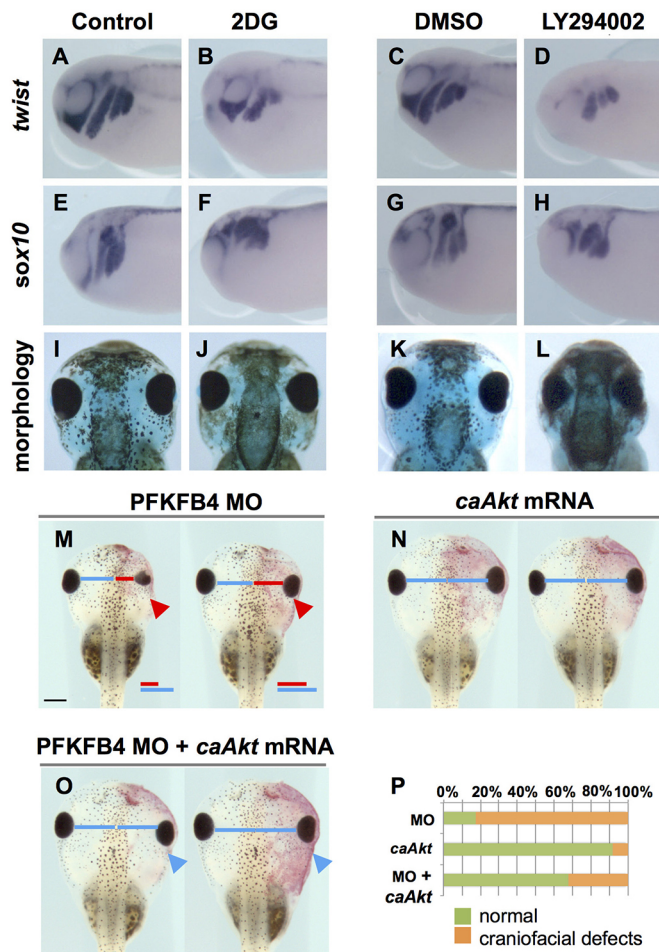 Control 2DG DMSO LY294002
twist A B C D
sox10 E F G H
morphology I J K L
PFKFB4 MO caAkt mRNA
M N
PFKFB4 MO + caAkt mRNA
O P 0% 20% 40% 60% 80% 100%
MO
caAkt
MO +
caAkt
normal
craniofacial defects